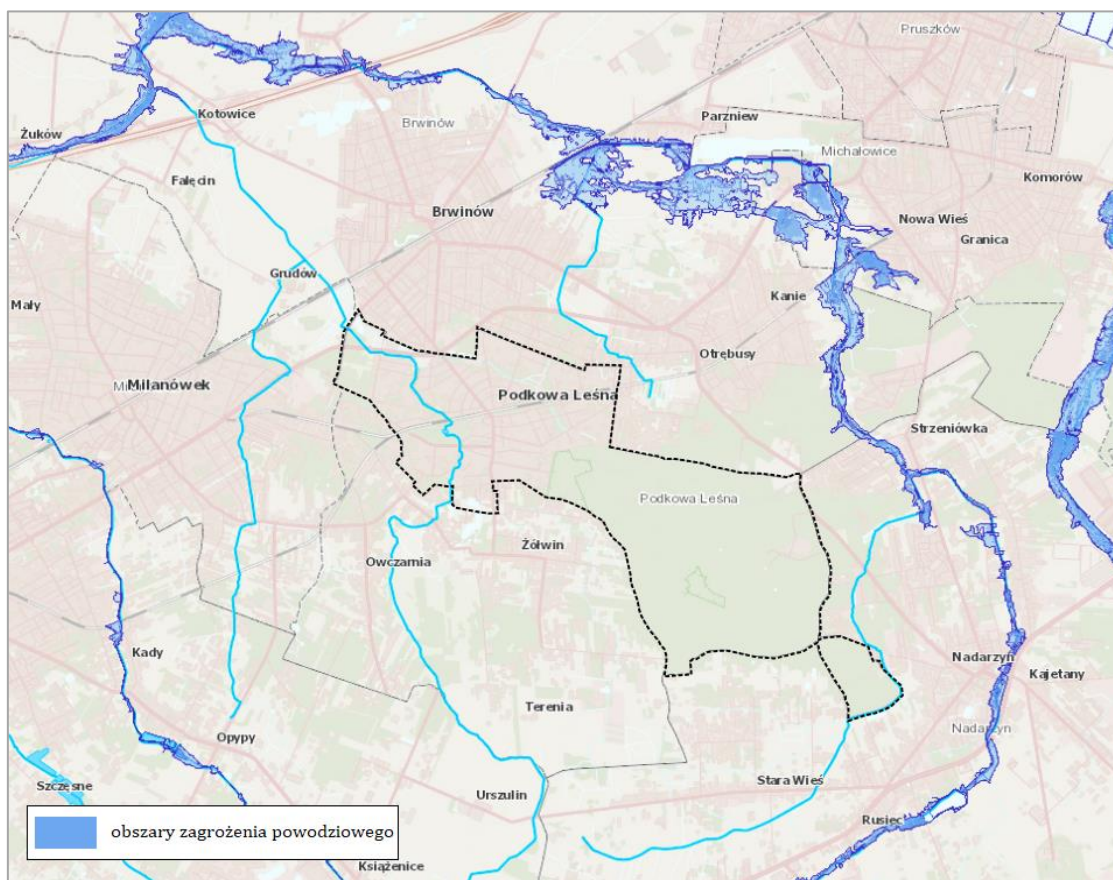 Pruszków
Kotowice
Parzniew
Żuków
Brwinów
Michałowice
Falęcin
Komorów
Brwinów
Nowa Wieś
Granica
Grudów
Kanie
Mały
Otrębusy
Milanówek
Podkowa Leśna
Strzeniówka
Podkowa Leśna
Żółwin
Owczarnia
Kady
Nadarzyn
Kajetany
Terenia
Nadarzyn
Opypy
Szczęsne
Urszulin
Stara Wieś
Rusiec
obszary zagrożenia powodziowego
Książenice